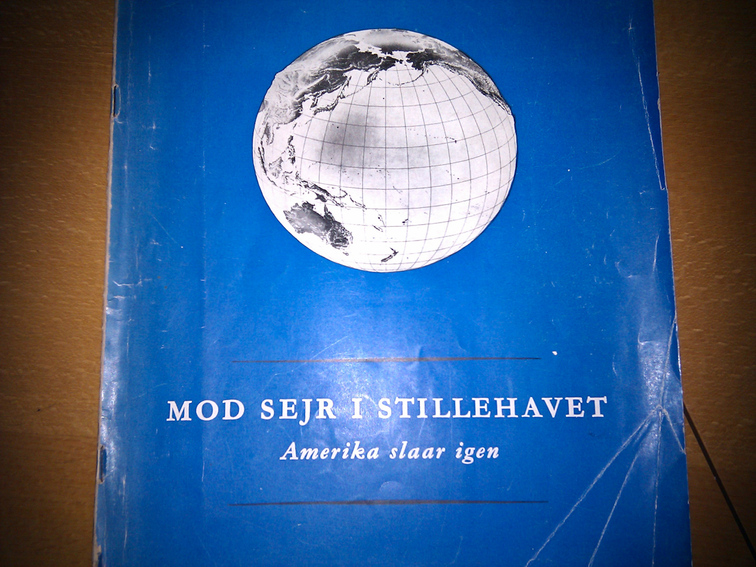 MOD SEJR I STILLEHAVET
Amerika slaar igen